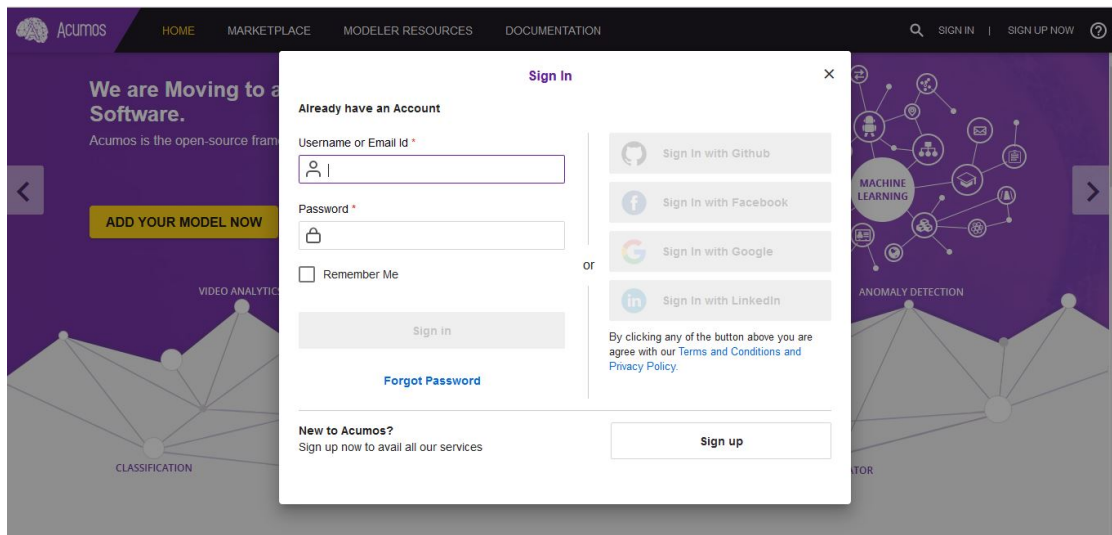 Acumos
HOME
MARKETPLACE
MODELER RESOURCES
DOCUMENTATION
SIGN IN | SIGN UP NOW
We are Moving to a
Software.
Acumos is the open-source fram
ADD YOUR MODEL NOW
VIDEO ANALYTICS
CLASSIFICATION
Sign In
Already have an Account
Username or Email Id *
Password *
Remember Me
Sign in
Forgot Password
or
Sign In with Github
Sign In with Facebook
Sign In with Google
Sign In with LinkedIn
By clicking any of the button above you are
agree with our Terms and Conditions and
Privacy Policy.
New to Acumos?
Sign up now to avail all our services
Sign up
MACHINE
LEARNING
ANOMALY DETECTION
ATOR